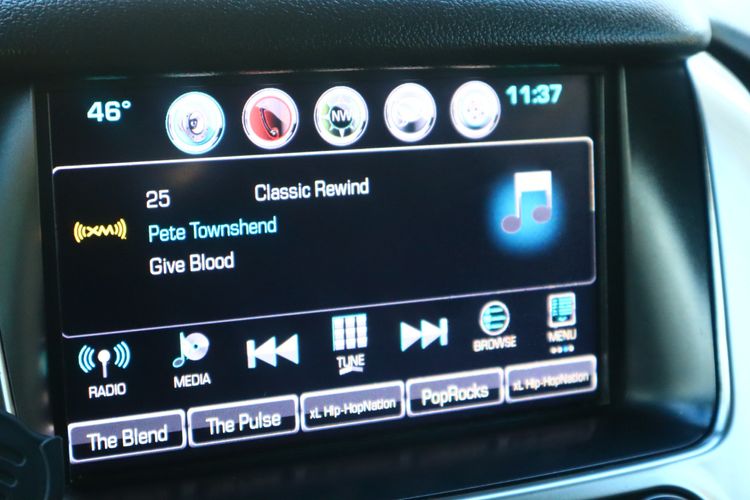 46°
NW
11:37
25 Classic Rewind
((XM))
Pete Townshend
Give Blood
RADIO
MEDIA
TUNE
BROWSE
MENU
The Blend
The Pulse
xL Hip-HopNation
PopRocks
xL Hip-HopNation